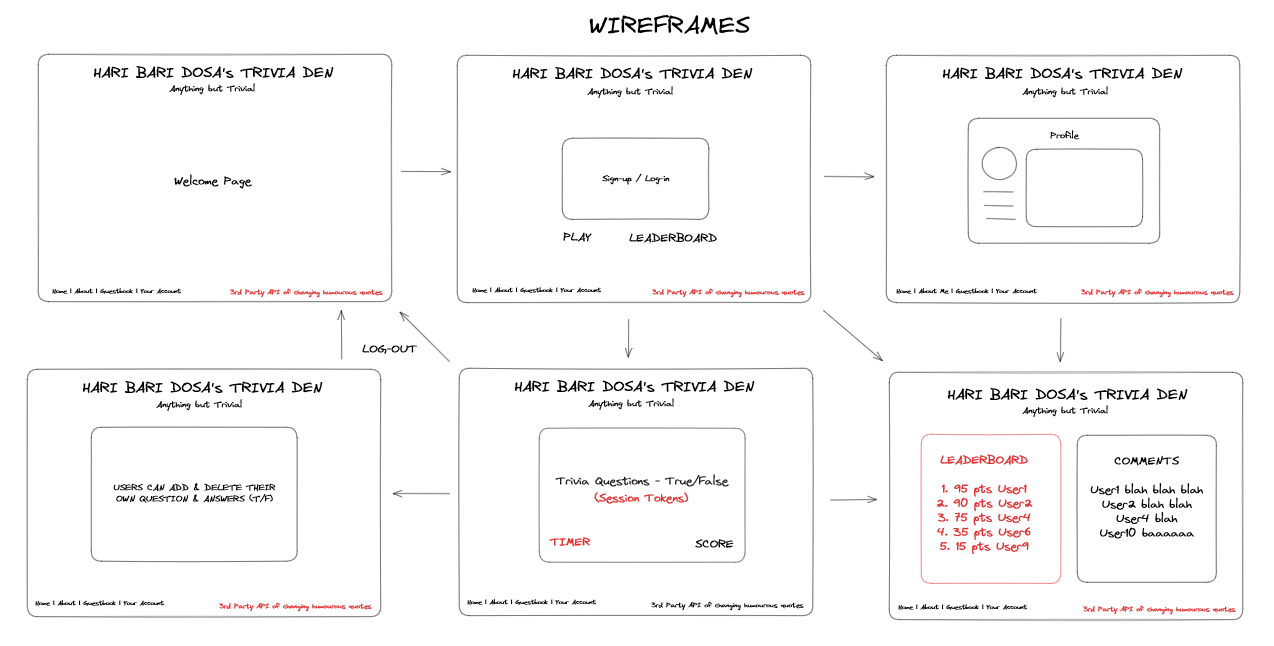 WIREFRAMES
HARI BARI DOSA's TRIVIA DEN
Anything but Trivial
Welcome Page
Home | About | Guestbook | Your Account
3rd Party API of changing humourous quotes
HARI BARI DOSA's TRIVIA DEN
Anything but Trivial
Sign-up / Log-in
PLAY
LEADERBOARD
Home | About | Guestbook | Your Account
3rd Party API of changing humourous quotes
HARI BARI DOSA's TRIVIA DEN
Anything but Trivial
Profile
Home | About Me | Guestbook | Your Account
3rd Party API of changing humourous quotes
LOG-OUT
HARI BARI DOSA's TRIVIA DEN
Anything but Trivial
USERS CAN ADD & DELETE THEIR
OWN QUESTION & ANSWERS (T/F)
Home | About | Guestbook | Your Account
3rd Party API of changing humourous quotes
HARI BARI DOSA's TRIVIA DEN
Anything but Trivial
Trivia Questions - True/False
(Session Tokens)
TIMER
SCORE
Home | About | Guestbook | Your Account
3rd Party API of changing humourous quotes
HARI BARI DOSA's TRIVIA DEN
Anything but Trivial
LEADERBOARD
1. 95 pts User1
2. 90 pts User2
3. 75 pts User4
4. 35 pts User6
5. 15 pts User9
COMMENTS
User1 blah blah blah
User2 blah blah
User4 blah
User10 baaaaaa
Home | About | Guestbook | Your Account
3rd Party API of changing humourous quotes